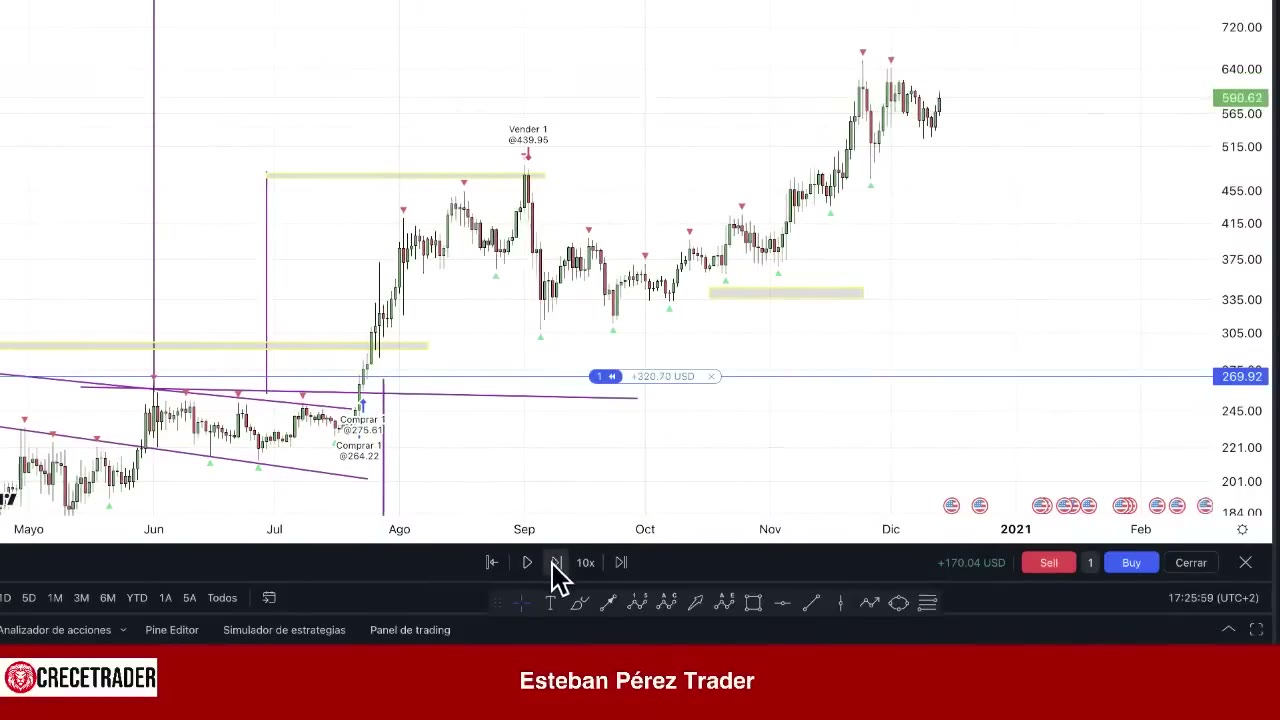 720.00
640.00
590.62
565.00
515.00
455.00
415.00
375.00
335.00
305.00
269.92
245.00
221.00
201.00
184.00
Vender 1
@439.95
1 +320.70 USD
Comprar 1
@275.61
Comprar 1
@264.22
Mayo Jun Jul Ago Sep Oct Nov Dic 2021 Feb
10x +170.04 USD Sell 1 Buy Cerrar
1D 5D 1M 3M 6M YTD 1A 5A Todos 17:25:59 (UTC+2)
Analizador de acciones Pine Editor Simulador de estrategias Panel de trading
CRECETRADER
Esteban Pérez Trader